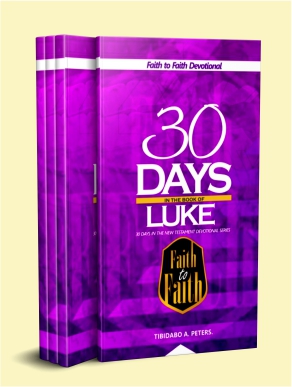 Faith to Faith Devotional
30
DAYS
IN THE BOOK OF
LUKE
30 DAYS IN THE NEW TESTAMENT DEVOTIONAL SERIES
Faith
to
Faith
TIBIDABO A. PETERS.